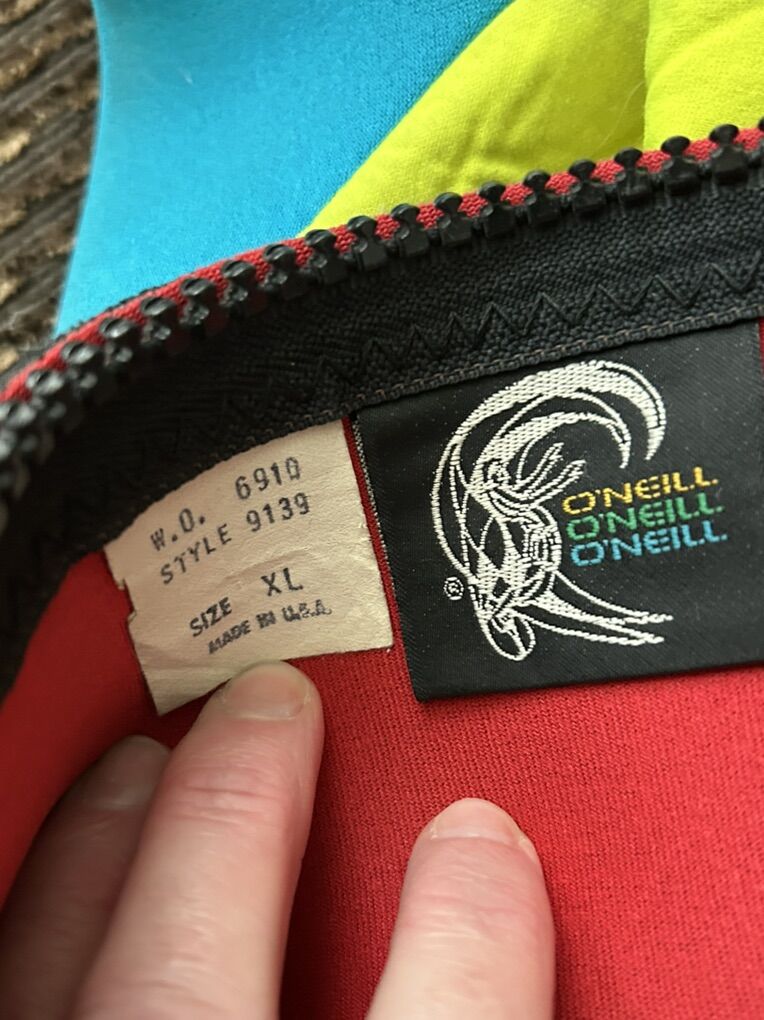 W.O. 6910
STYLE 9139
SIZE XL
MADE IN U.S.A.
O'NEILL
O'NEILL
O'NEILL
®